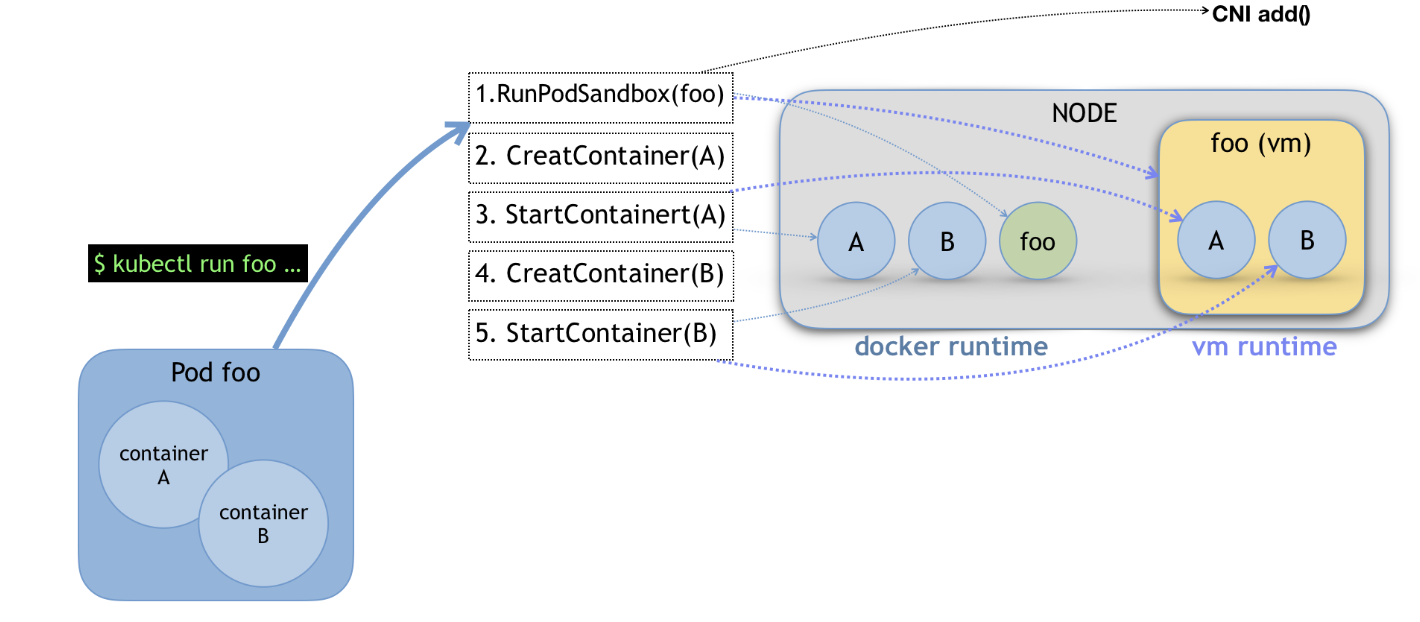 CNI add()
1.RunPodSandbox(foo)
2. CreatContainer(A)
3. StartContainert(A)
4. CreatContainer(B)
5. StartContainer(B)
NODE
foo (vm)
A
B
foo
A
B
docker runtime
vm runtime
$ kubectl run foo ...
Pod foo
container
A
container
B